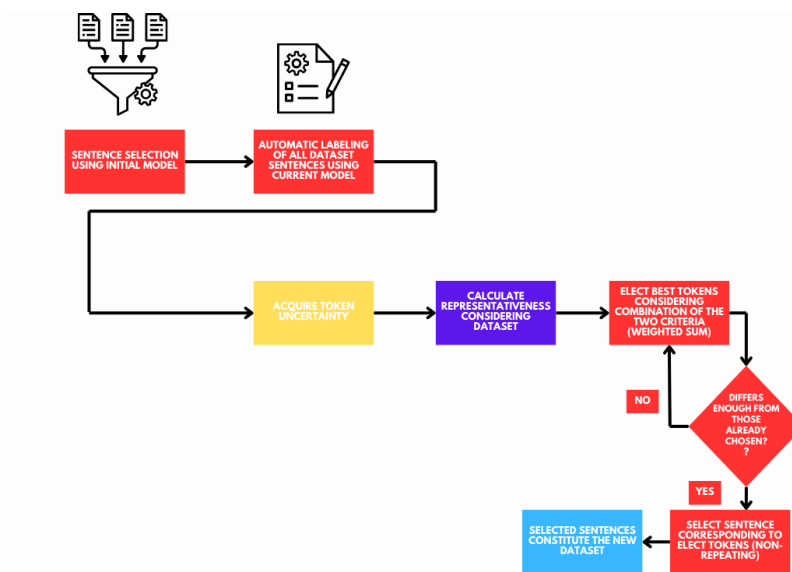 SENTENCE SELECTION
USING INITIAL MODEL
AUTOMATIC LABELING
OF ALL DATASET
SENTENCES USING
CURRENT MODEL
ACQUIRE TOKEN
UNCERTAINTY
CALCULATE
REPRESENTATIVENESS
CONSIDERING
DATASET
ELECT BEST TOKENS
CONSIDERING
COMBINATION OF THE
TWO CRITERIA
(WEIGHTED SUM)
NO
DIFFERS
ENOUGH FROM
THOSE
ALREADY
CHOSEN?
?
YES
SELECT SENTENCE
CORRESPONDING TO
ELECT TOKENS (NON-
REPEATING)
SELECTED SENTENCES
CONSTITUTE THE NEW
DATASET